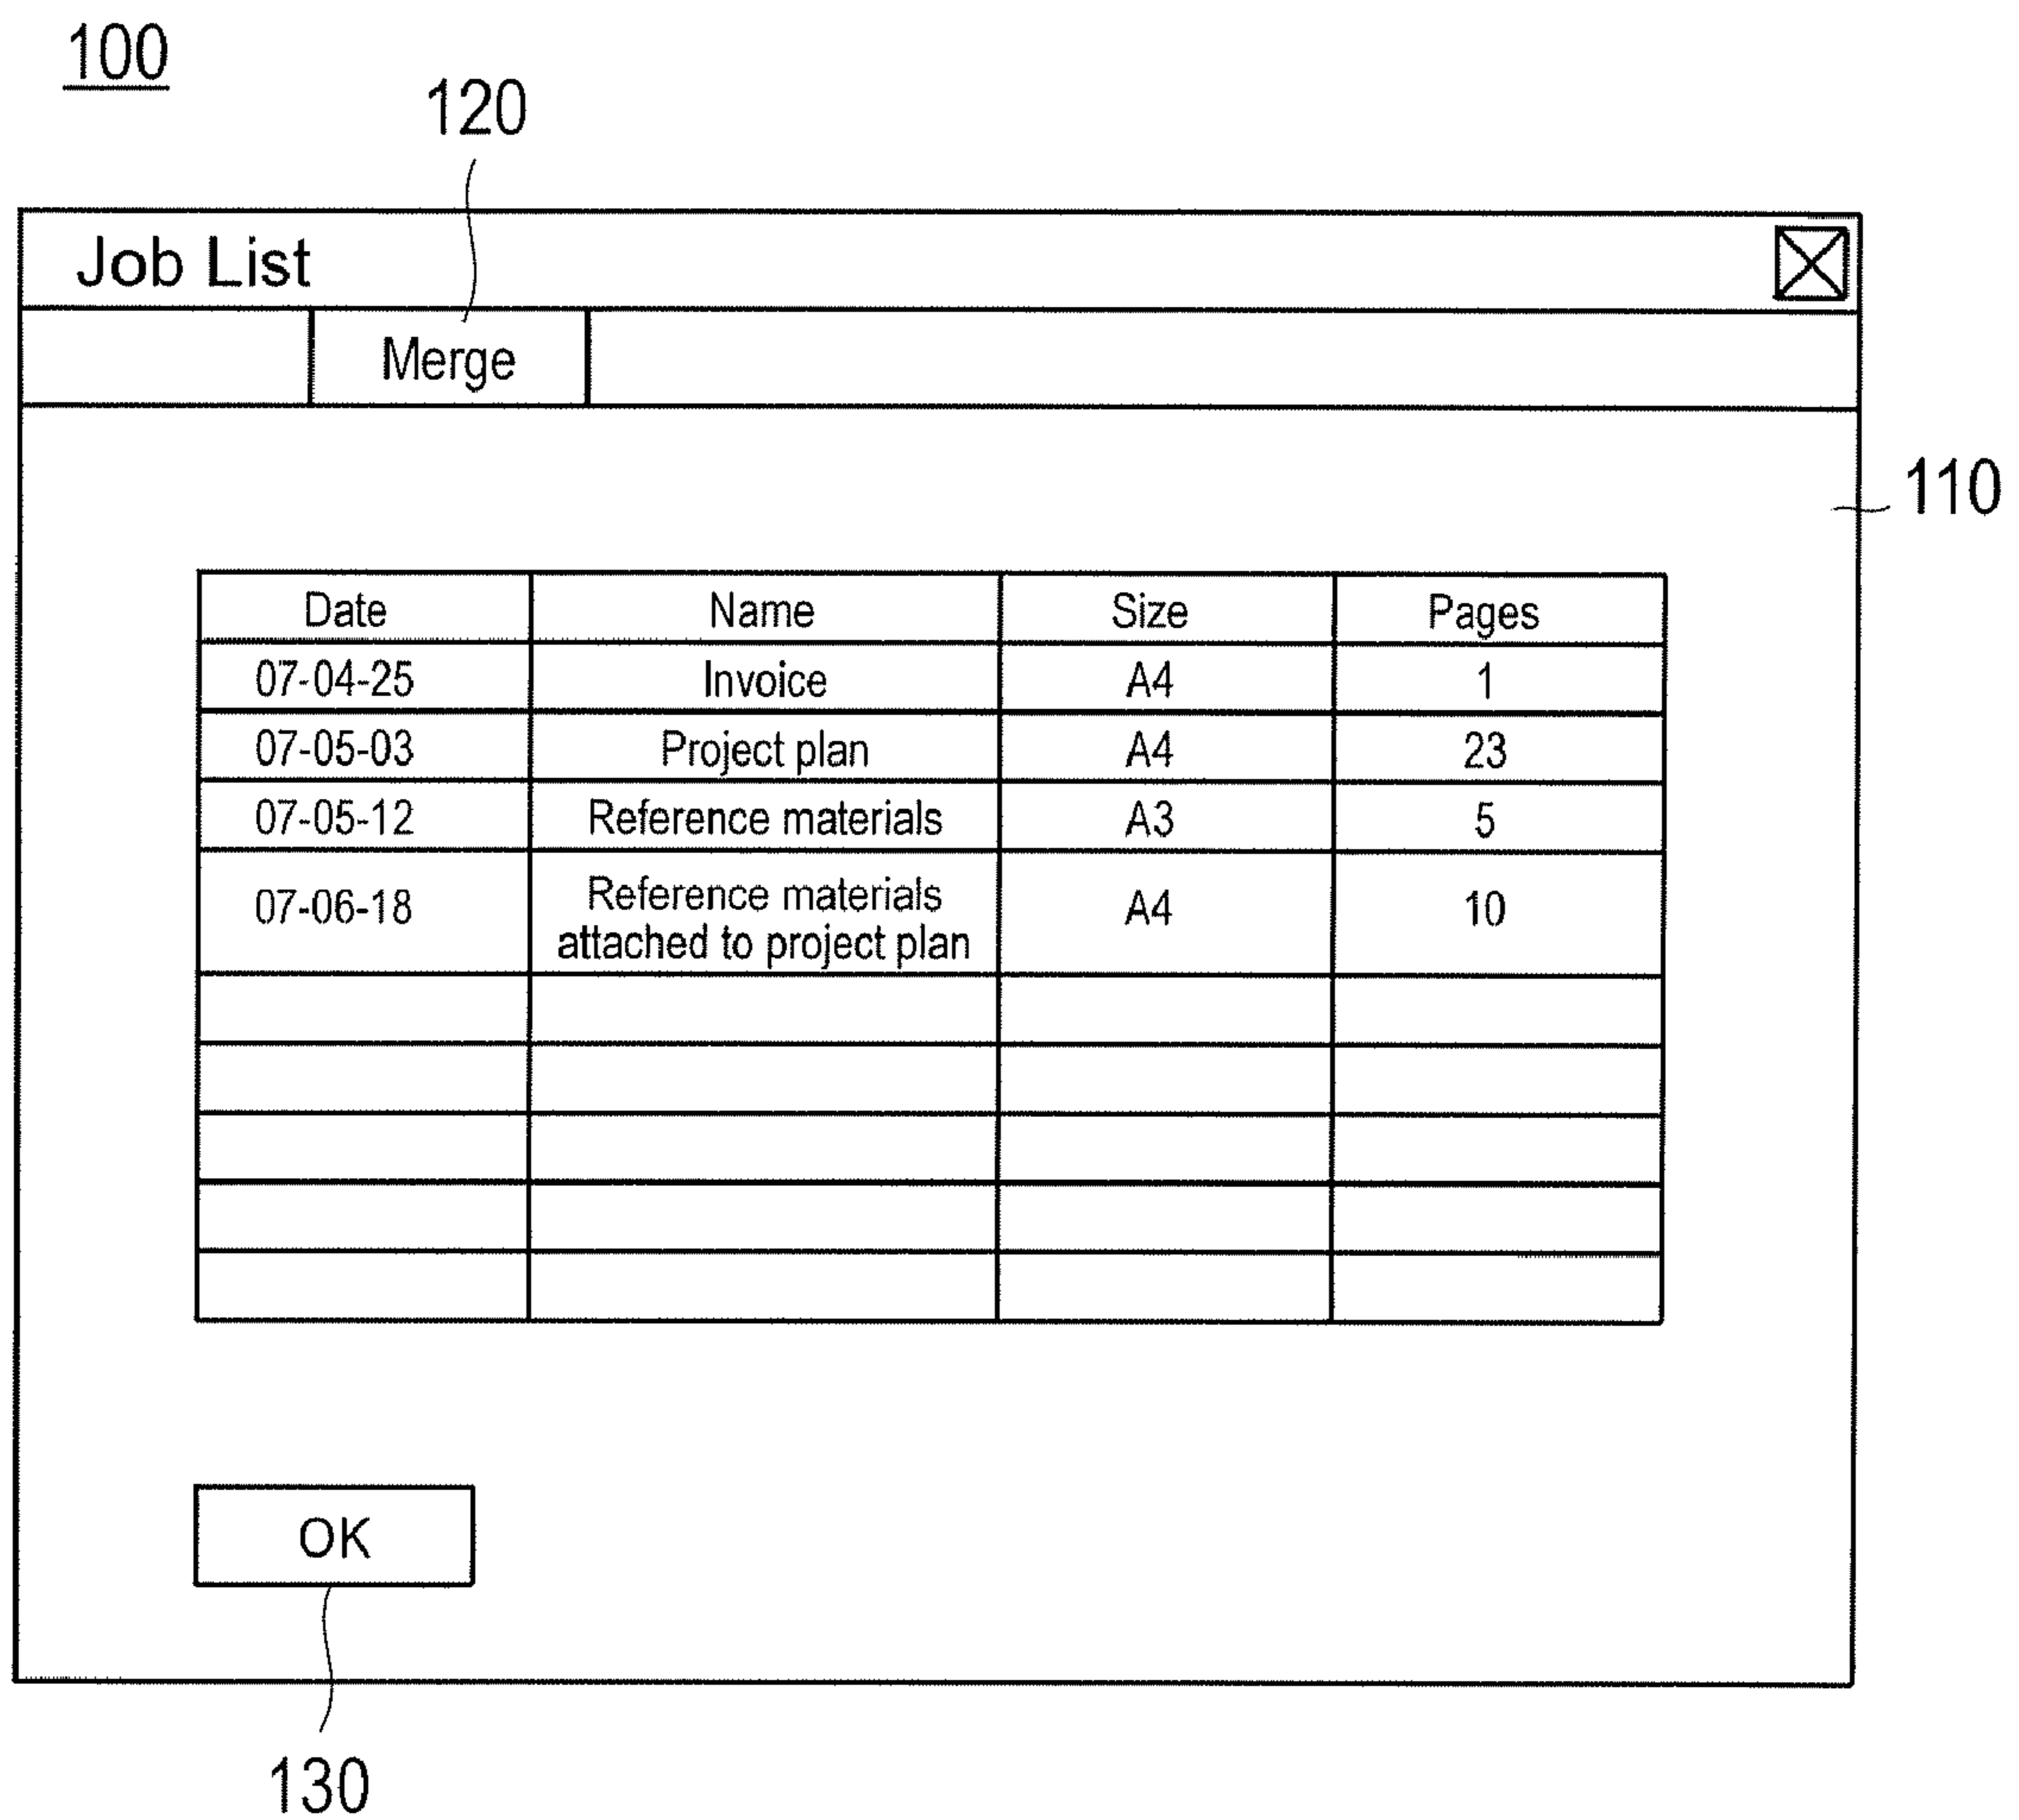 100
120
Job List
Merge
110
Date Name Size Pages
07-04-25 Invoice A4 1
07-05-03 Project plan A4 23
07-05-12 Reference materials A3 5
07-06-18 Reference materials A4 10
attached to project plan
OK
130